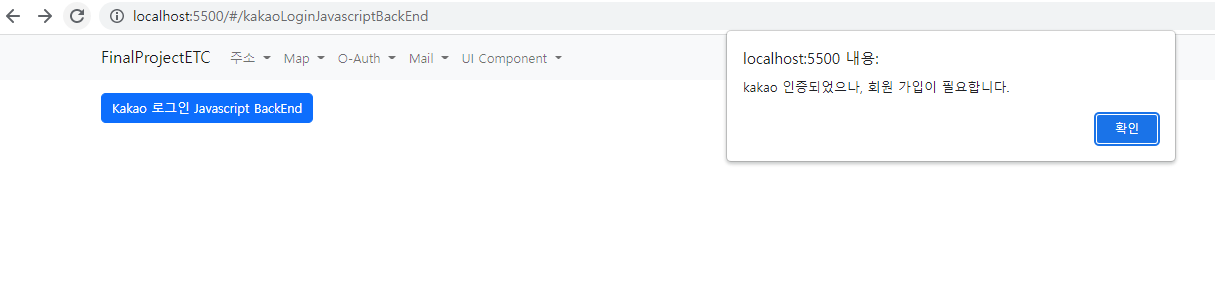 localhost:5500/#/kakaoLoginJavascriptBackEnd
FinalProjectETC 주소 Map O-Auth Mail UI Component
Kakao 로그인 Javascript BackEnd
localhost:5500 내용:
kakao 인증되었으나, 회원 가입이 필요합니다.
확인